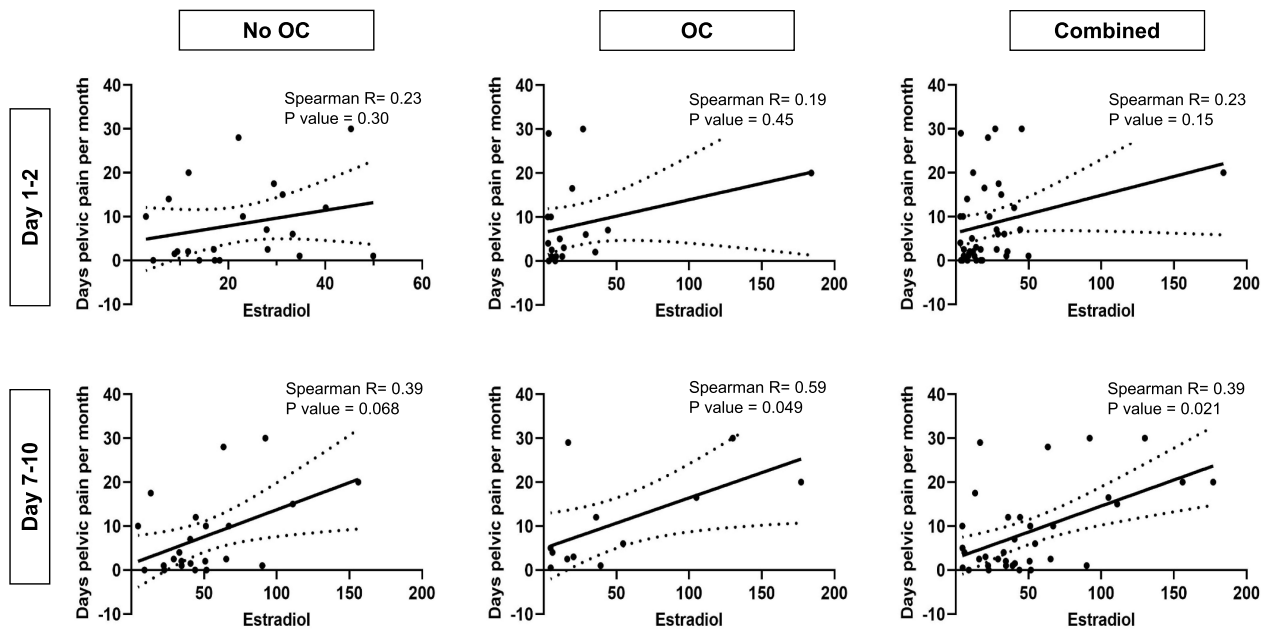 No OC
OC
Combined
Day 1-2
Days pelvic pain per month
40
30
20
10
0
-10
20
40
60
Estradiol
Spearman R= 0.23
P value = 0.30
Days pelvic pain per month
40
30
20
10
0
-10
50
100
150
200
Estradiol
Spearman R= 0.19
P value = 0.45
Days pelvic pain per month
40
30
20
10
0
-10
50
100
150
200
Estradiol
Spearman R= 0.23
P value = 0.15
Day 7-10
Days pelvic pain per month
40
30
20
10
0
-10
50
100
150
200
Estradiol
Spearman R= 0.39
P value = 0.068
Days pelvic pain per month
40
30
20
10
0
-10
50
100
150
200
Estradiol
Spearman R= 0.59
P value = 0.049
Days pelvic pain per month
40
30
20
10
0
-10
50
100
150
200
Estradiol
Spearman R= 0.39
P value = 0.021